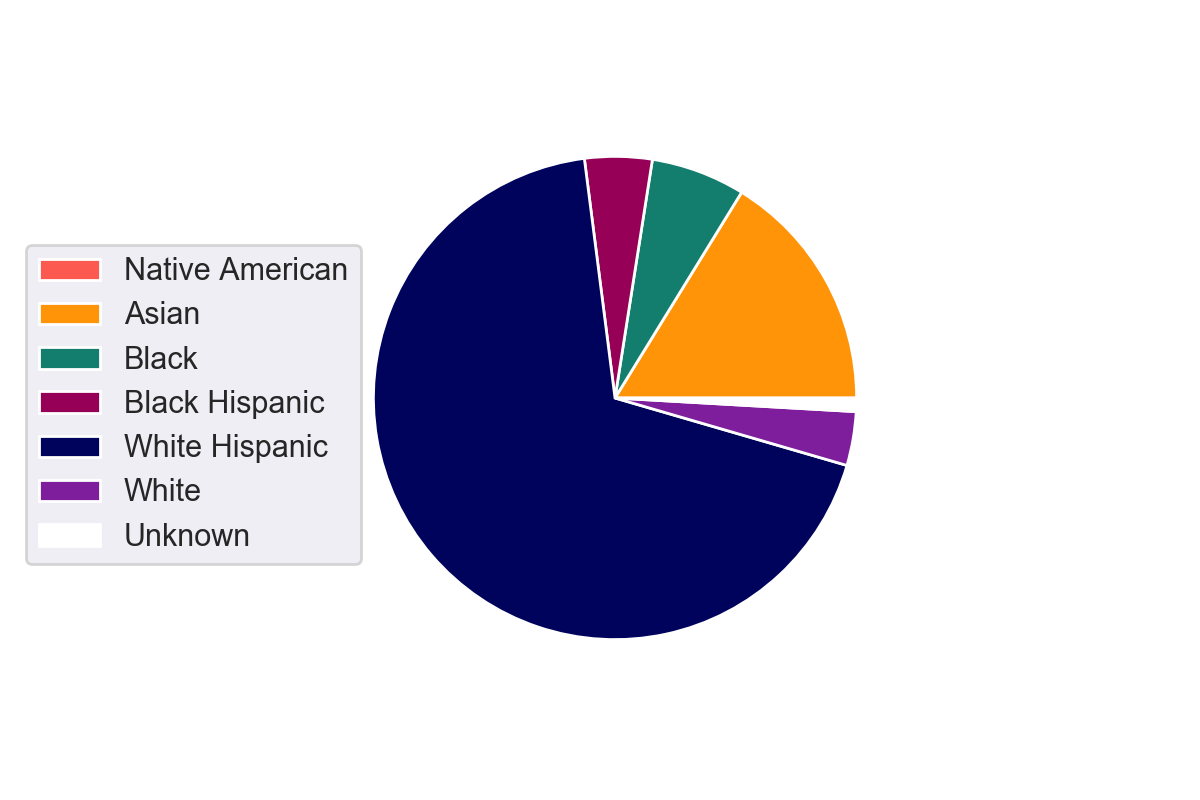 Native American
Asian
Black
Black Hispanic
White Hispanic
White
Unknown